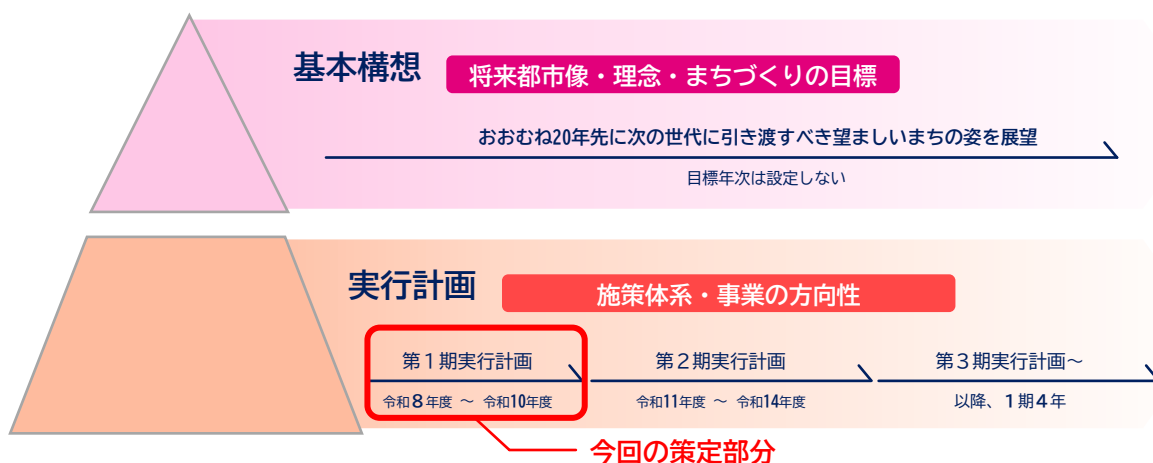 基本構想
将来都市像・理念・まちづくりの目標
おおむね20年先に次の世代に引き渡すべき望ましいまちの姿を展望
目標年次は設定しない
実行計画
施策体系・事業の方向性
第１期実行計画
令和８年度 ～ 令和10年度
第２期実行計画
令和11年度 ～ 令和14年度
第３期実行計画～
以降、１期４年
今回の策定部分